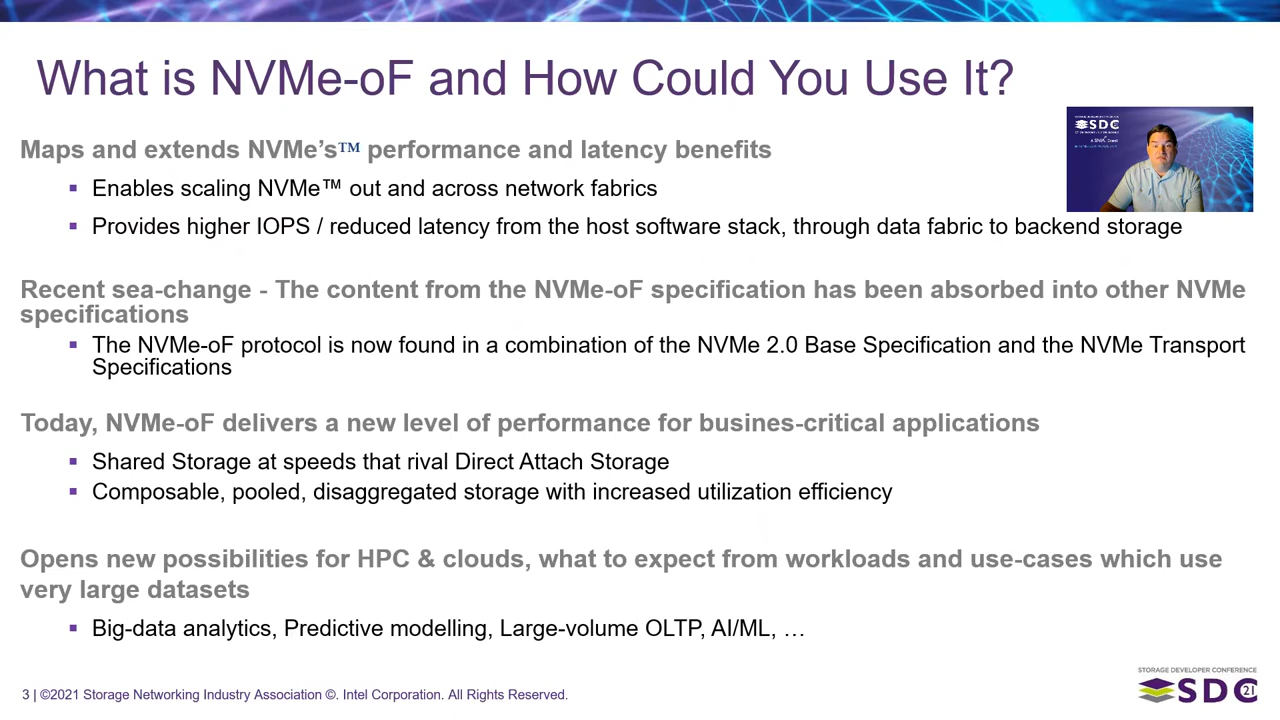 What is NVMe-oF and How Could You Use It?
SDC
Maps and extends NVMe's™ performance and latency benefits
▪ Enables scaling NVMe™ out and across network fabrics
▪ Provides higher IOPS / reduced latency from the host software stack, through data fabric to backend storage
Recent sea-change - The content from the NVMe-oF specification has been absorbed into other NVMe
specifications
▪ The NVMe-oF protocol is now found in a combination of the NVMe 2.0 Base Specification and the NVMe Transport
Specifications
Today, NVMe-oF delivers a new level of performance for busines-critical applications
▪ Shared Storage at speeds that rival Direct Attach Storage
▪ Composable, pooled, disaggregated storage with increased utilization efficiency
Opens new possibilities for HPC & clouds, what to expect from workloads and use-cases which use
very large datasets
▪ Big-data analytics, Predictive modelling, Large-volume OLTP, AI/ML, …
3 | ©2021 Storage Networking Industry Association ©. Intel Corporation. All Rights Reserved.
STORAGE DEVELOPER CONFERENCE
SDC 21